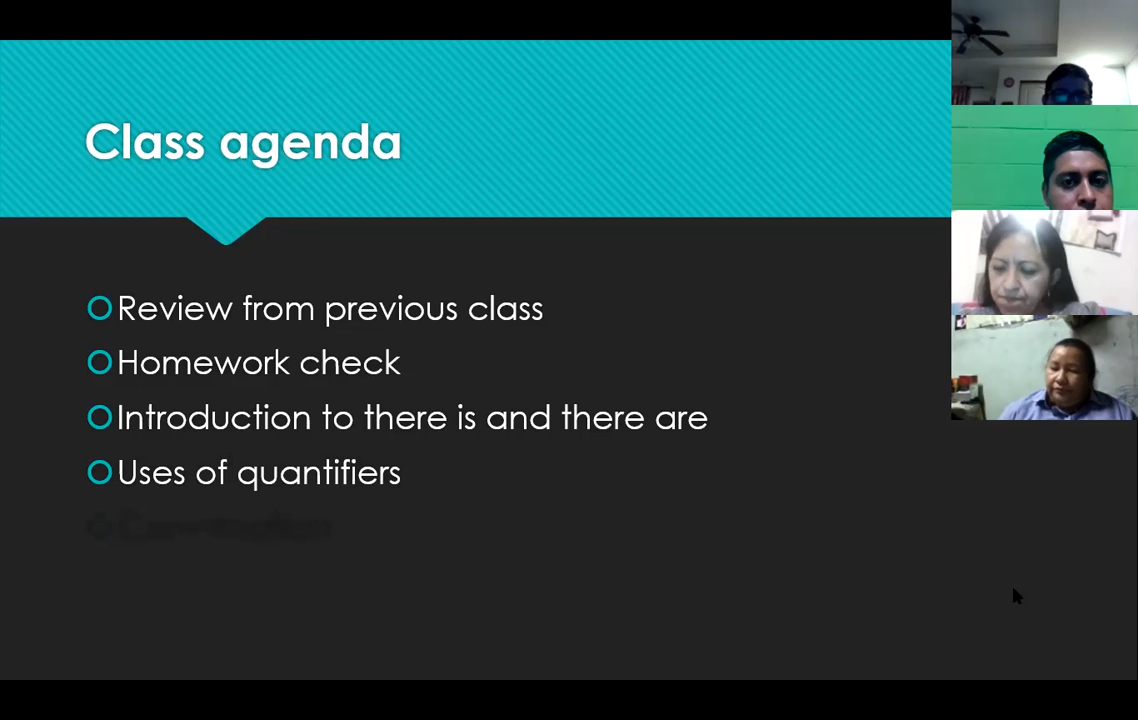 Class agenda
Review from previous class
Homework check
Introduction to there is and there are
Uses of quantifiers